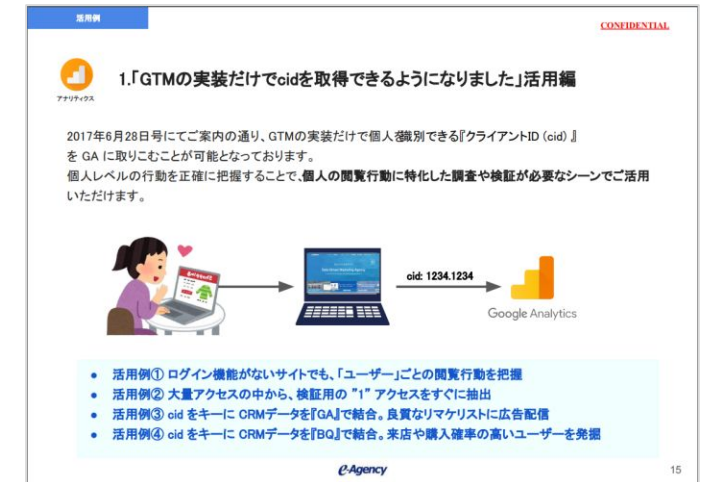 活用例
CONFIDENTIAL
アナリティクス
1.「GTMの実装だけでcidを取得できるようになりました」活用編
2017年6月28日号にてご案内の通り、GTMの実装だけで個人を識別できる『クライアントID (cid) 』
を GA に取りこむことが可能となっております。
個人レベルの行動を正確に把握することで、個人の閲覧行動に特化した調査や検証が必要なシーンでご活用
いただけます。
cid: 1234.1234
Google Analytics
● 活用例① ログイン機能がないサイトでも、「ユーザー」ごとの閲覧行動を把握
● 活用例② 大量アクセスの中から、検証用の ”1” アクセスをすぐに抽出
● 活用例③ cid をキーに CRMデータを『GA』で結合。良質なリマケリストに広告配信
● 活用例④ cid をキーに CRMデータを『BQ』で結合。来店や購入確率の高いユーザーを発掘
e-Agency
15